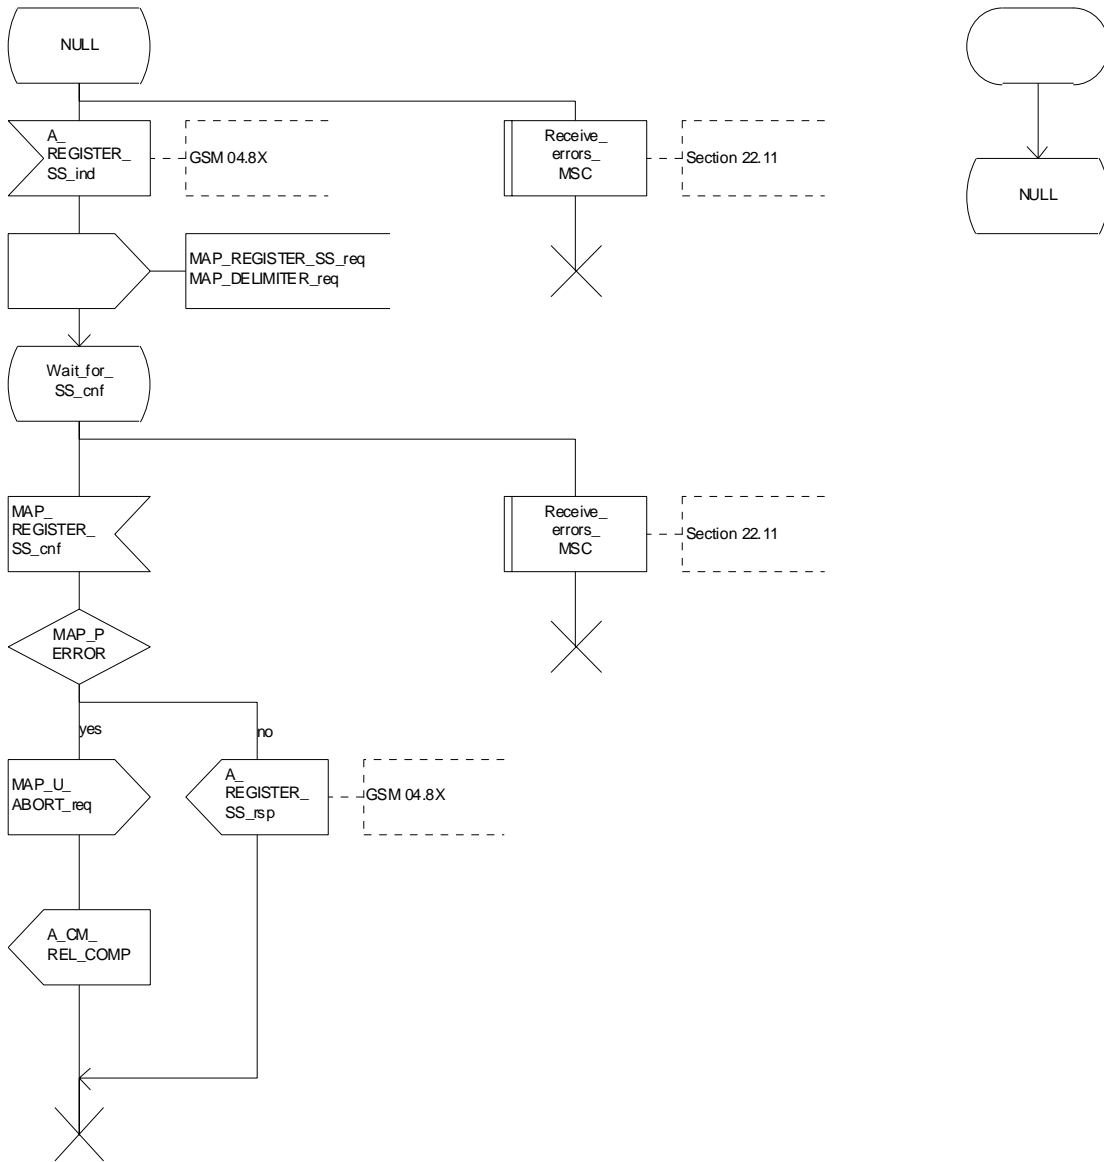 NULL
A_
REGISTER_
SS_ind
GSM 04.8X
Receive_
errors_
MSC
Section 22.11
NULL
MAP_REGISTER_SS_req
MAP_DELIMITER_req
Wait_for_
SS_cnf
MAP_
REGISTER_
SS_cnf
Receive_
errors_
MSC
Section 22.11
MAP_P
ERROR
yes
no
MAP_U_
ABORT_req
A_
REGISTER_
SS_rsp
GSM 04.8X
A_CM_
REL_COMP